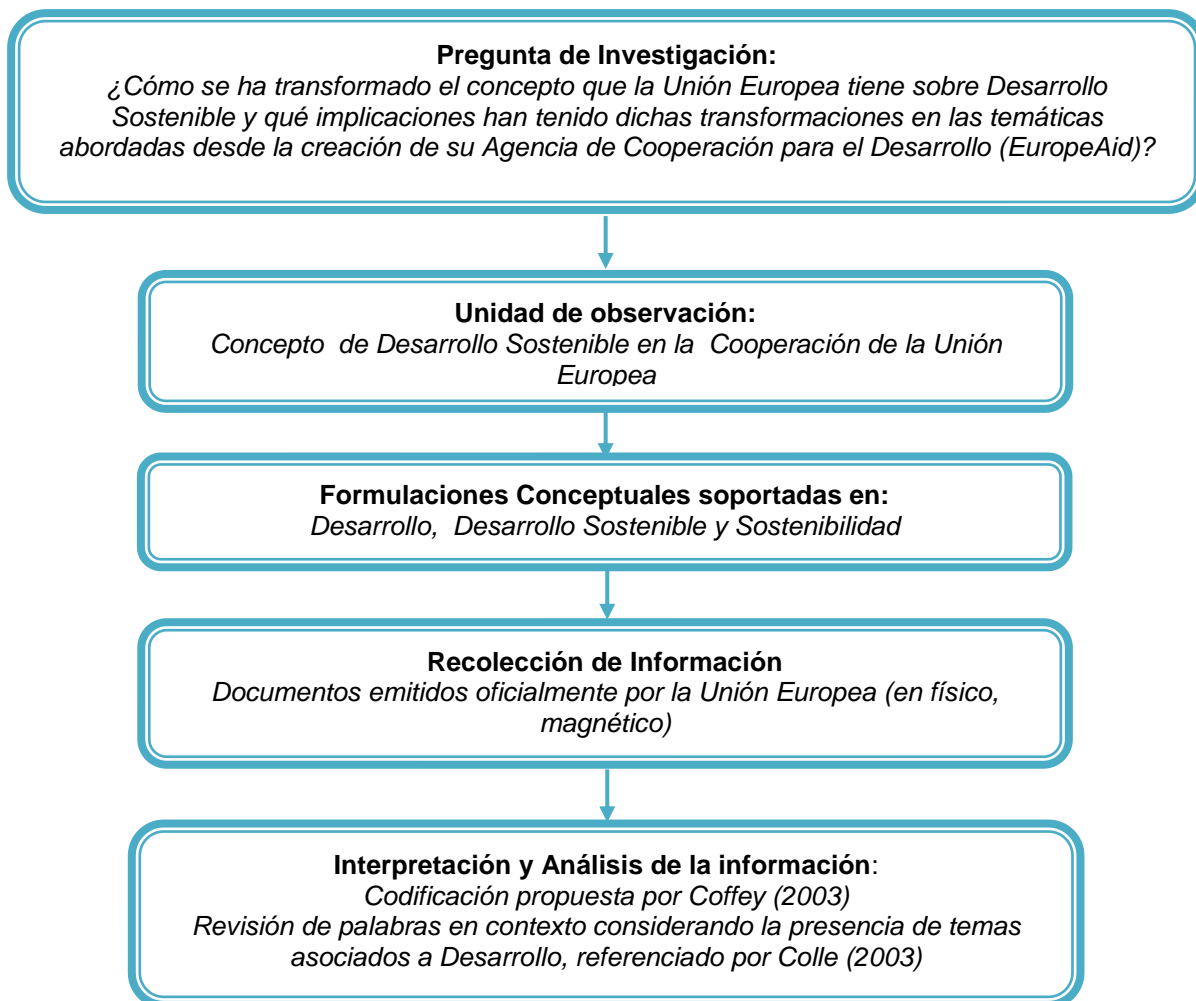 Pregunta de Investigación:
¿Cómo se ha transformado el concepto que la Unión Europea tiene sobre Desarrollo
Sostenible y qué implicaciones han tenido dichas transformaciones en las temáticas
abordadas desde la creación de su Agencia de Cooperación para el Desarrollo (EuropeAid)?
Unidad de observación:
Concepto de Desarrollo Sostenible en la Cooperación de la Unión
Europea
Formulaciones Conceptuales soportadas en:
Desarrollo, Desarrollo Sostenible y Sostenibilidad
Recolección de Información
Documentos emitidos oficialmente por la Unión Europea (en físico,
magnético)
Interpretación y Análisis de la información:
Codificación propuesta por Coffey (2003)
Revisión de palabras en contexto considerando la presencia de temas
asociados a Desarrollo, referenciado por Colle (2003)